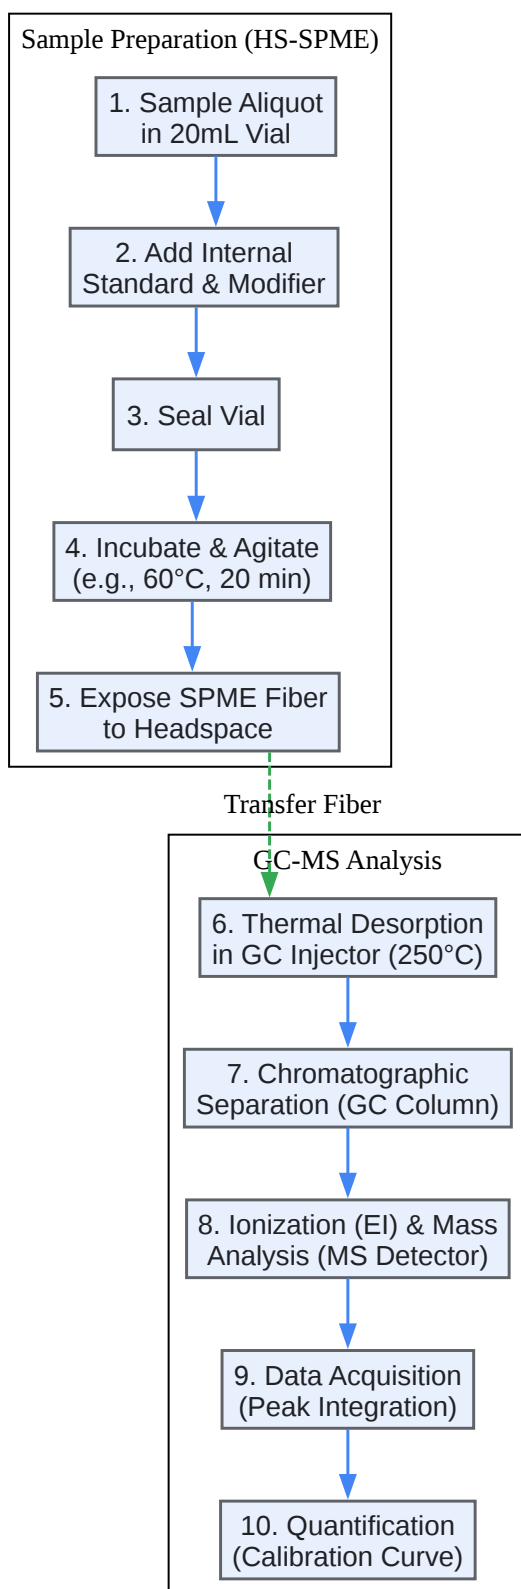 Sample Preparation (HS-SPME)
1. Sample Aliquot
in 20mL Vial
2. Add Internal
Standard & Modifier
3. Seal Vial
4. Incubate & Agitate
(e.g., 60°C, 20 min)
5. Expose SPME Fiber
to Headspace
Transfer Fiber
GC-MS Analysis
6. Thermal Desorption
in GC Injector (250°C)
7. Chromatographic
Separation (GC Column)
8. Ionization (EI) & Mass
Analysis (MS Detector)
9. Data Acquisition
(Peak Integration)
10. Quantification
(Calibration Curve)